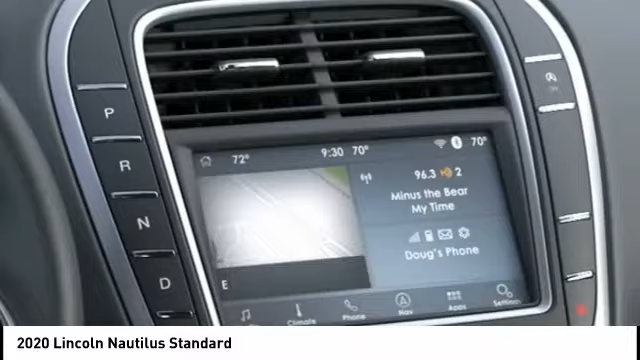 P
R
N
D
72°
9:30
70°
70°
96.3
2
Minus the Bear
My Time
Doug's Phone
E
Climate
Phone
Nav
Apps
Settings
2020 Lincoln Nautilus Standard